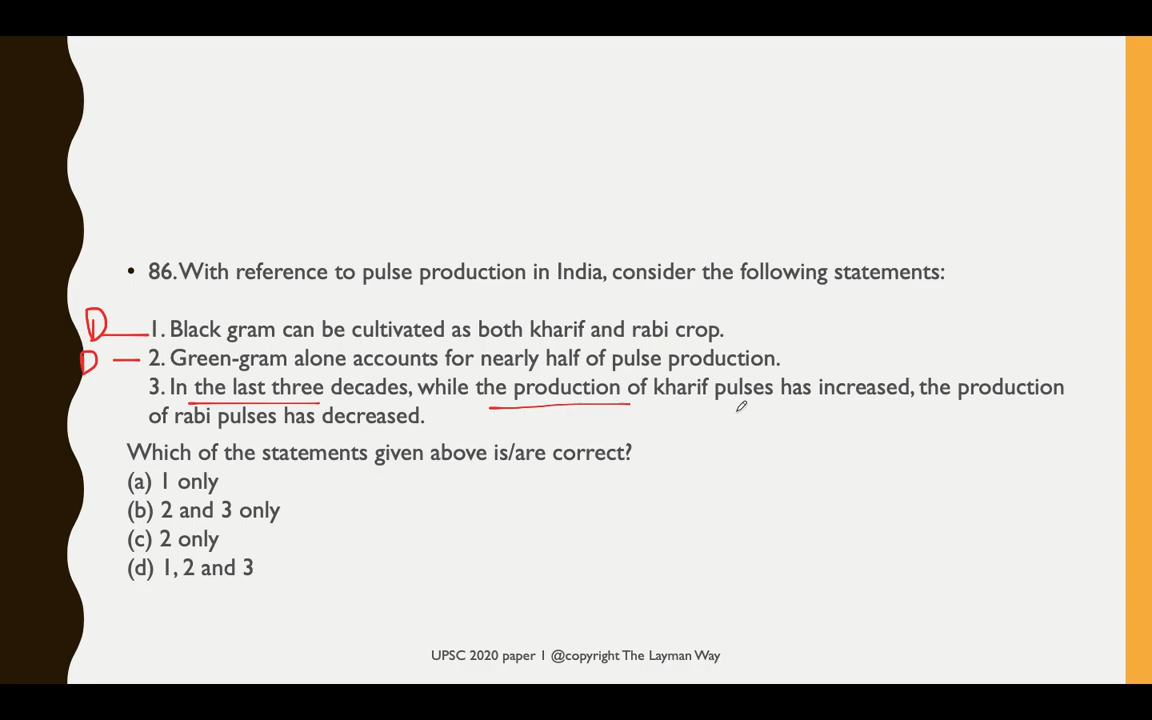 • 86. With reference to pulse production in India, consider the following statements:
D 1. Black gram can be cultivated as both kharif and rabi crop.
D 2. Green-gram alone accounts for nearly half of pulse production.
3. In the last three decades, while the production of kharif pulses has increased, the production
of rabi pulses has decreased.
Which of the statements given above is/are correct?
(a) 1 only
(b) 2 and 3 only
(c) 2 only
(d) 1, 2 and 3
UPSC 2020 paper 1 @copyright The Layman Way